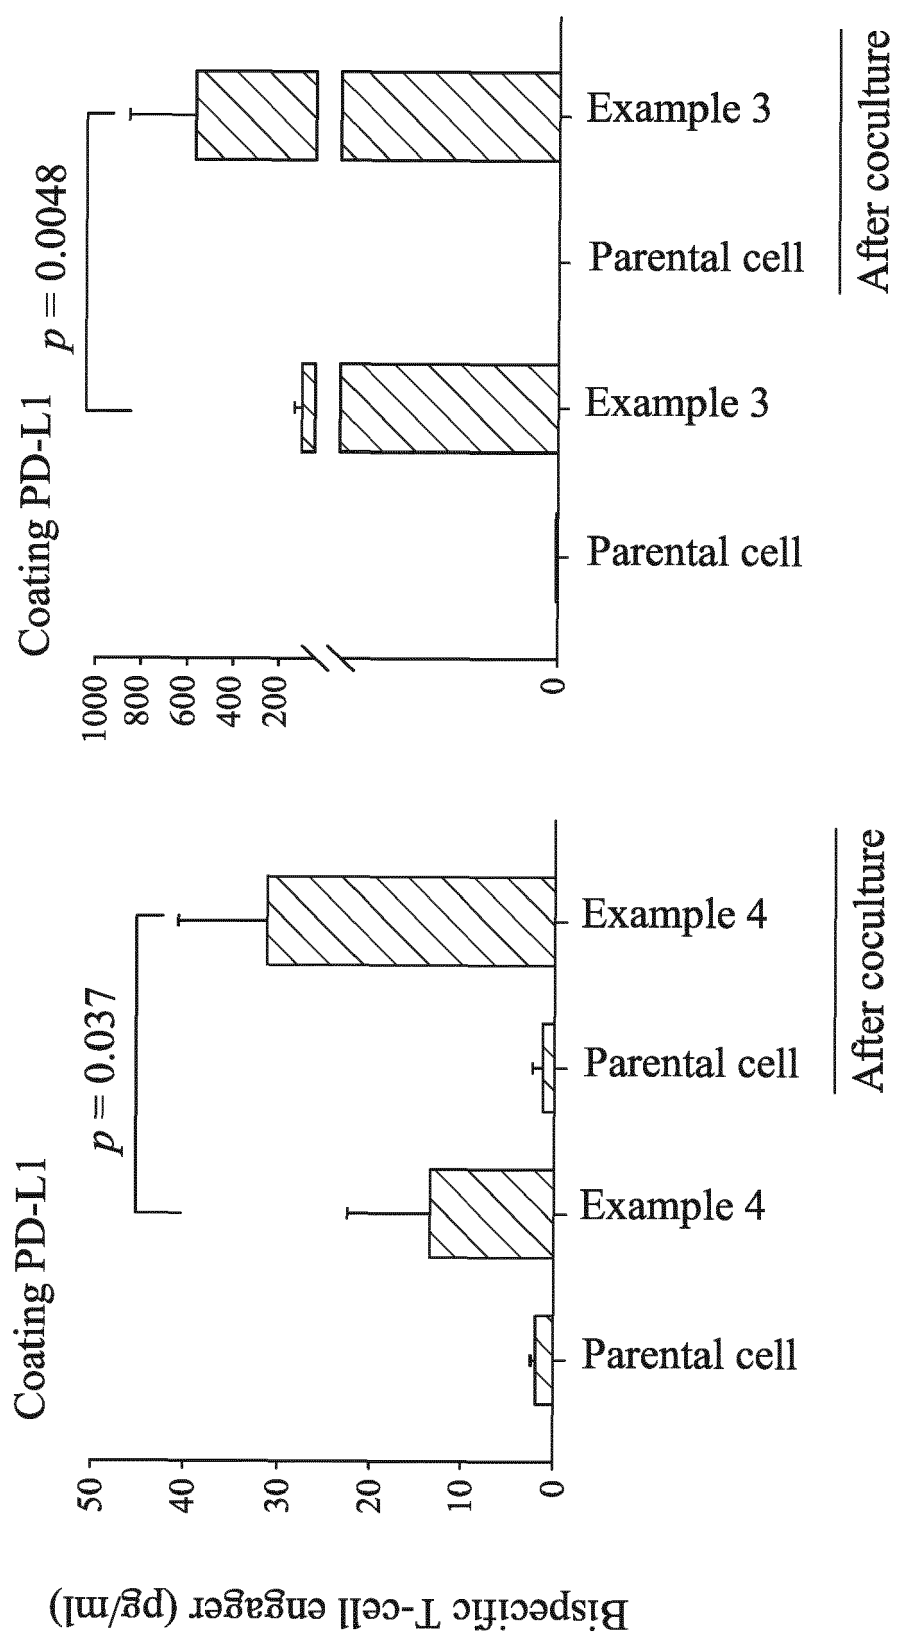 Bispecific T-cell engager (pg/ml)
Coating PD-L1
p = 0.037
50
40
30
20
10
0
Parental cell
Example 4
Parental cell
Example 4
After coculture
Coating PD-L1
p = 0.0048
1000
800
600
400
200
0
Parental cell
Example 3
Parental cell
Example 3
After coculture